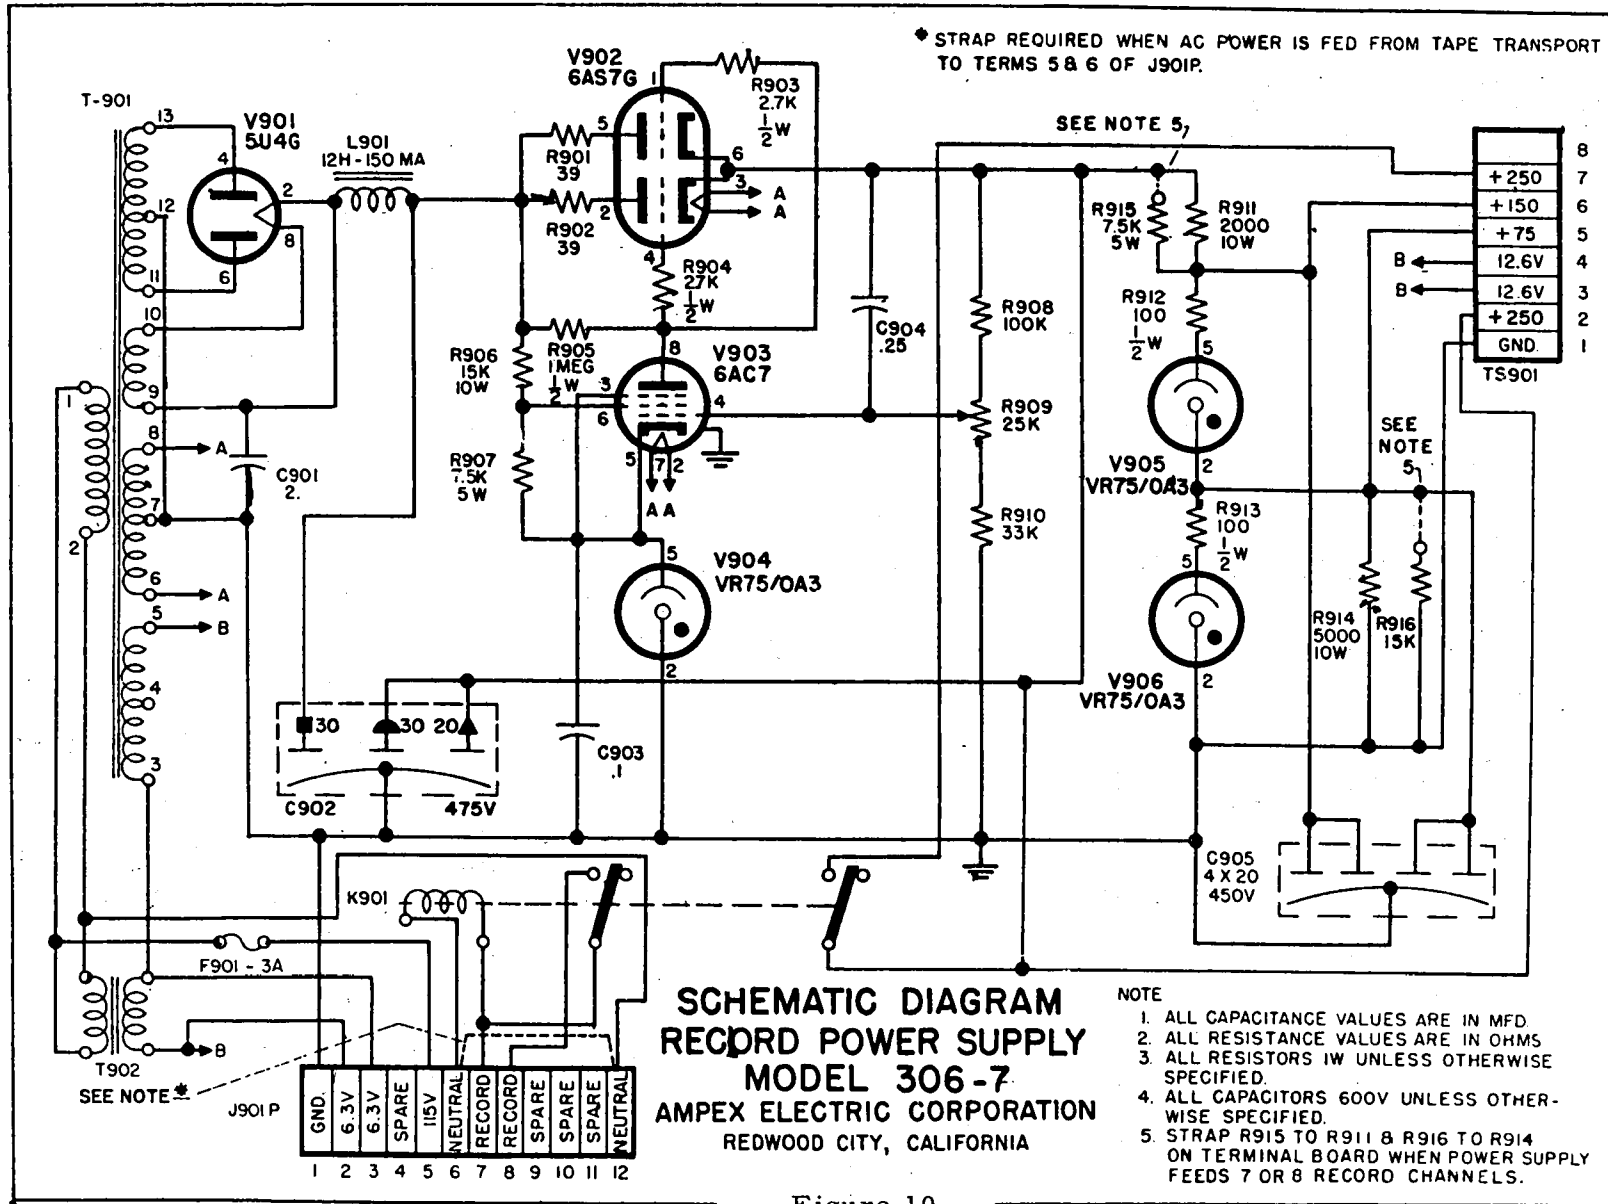 * STRAP REQUIRED WHEN AC POWER IS FED FROM TAPE TRANSPORT
TO TERMS 5 & 6 OF J901P.
T-901
13
12
11
10
9
8
7
6
5
4
3
1
2
V901
5U4G
4
2
8
6
L901
12H-150 MA
V902
6AS7G
1
5
2
6
3
4
A
A
R903
2.7K
1/2 W
R901
39
R902
39
R904
27K
1/2 W
R905
1MEG
1/2 W
R906
15K
10W
R907
7.5K
5W
V903
6AC7
8
3
6
4
5
7
2
A A
C901
2.
A
A
B
V904
VR75/0A3
5
2
C904
.25
R908
100K
R909
25K
R910
33K
SEE NOTE 5
R915
7.5K
5W
R911
2000
10W
R912
100
1/2 W
5
V905
VR75/0A3
2
R913
100
1/2 W
5
V906
VR75/0A3
2
SEE
NOTE
5
R914
5000
10W
R916
15K
8
+250 7
+150 6
+75 5
B 12.6V 4
B 12.6V 3
+250 2
GND. 1
TS901
30 30 20
C902 475V
C903
.1
C905
4 X 20
450V
K901
F901 - 3A
T902
B
SEE NOTE *
J901P
GND.
6.3V
6.3V
SPARE
115V
NEUTRAL
RECORD
RECORD
SPARE
SPARE
SPARE
NEUTRAL
1 2 3 4 5 6 7 8 9 10 11 12
SCHEMATIC DIAGRAM
RECORD POWER SUPPLY
MODEL 306-7
AMPEX ELECTRIC CORPORATION
REDWOOD CITY, CALIFORNIA
NOTE
1. ALL CAPACITANCE VALUES ARE IN MFD.
2. ALL RESISTANCE VALUES ARE IN OHMS
3. ALL RESISTORS 1W UNLESS OTHERWISE
SPECIFIED.
4. ALL CAPACITORS 600V UNLESS OTHER-
WISE SPECIFIED.
5. STRAP R915 TO R911 & R916 TO R914
ON TERMINAL BOARD WHEN POWER SUPPLY
FEEDS 7 OR 8 RECORD CHANNELS.
Figure 10